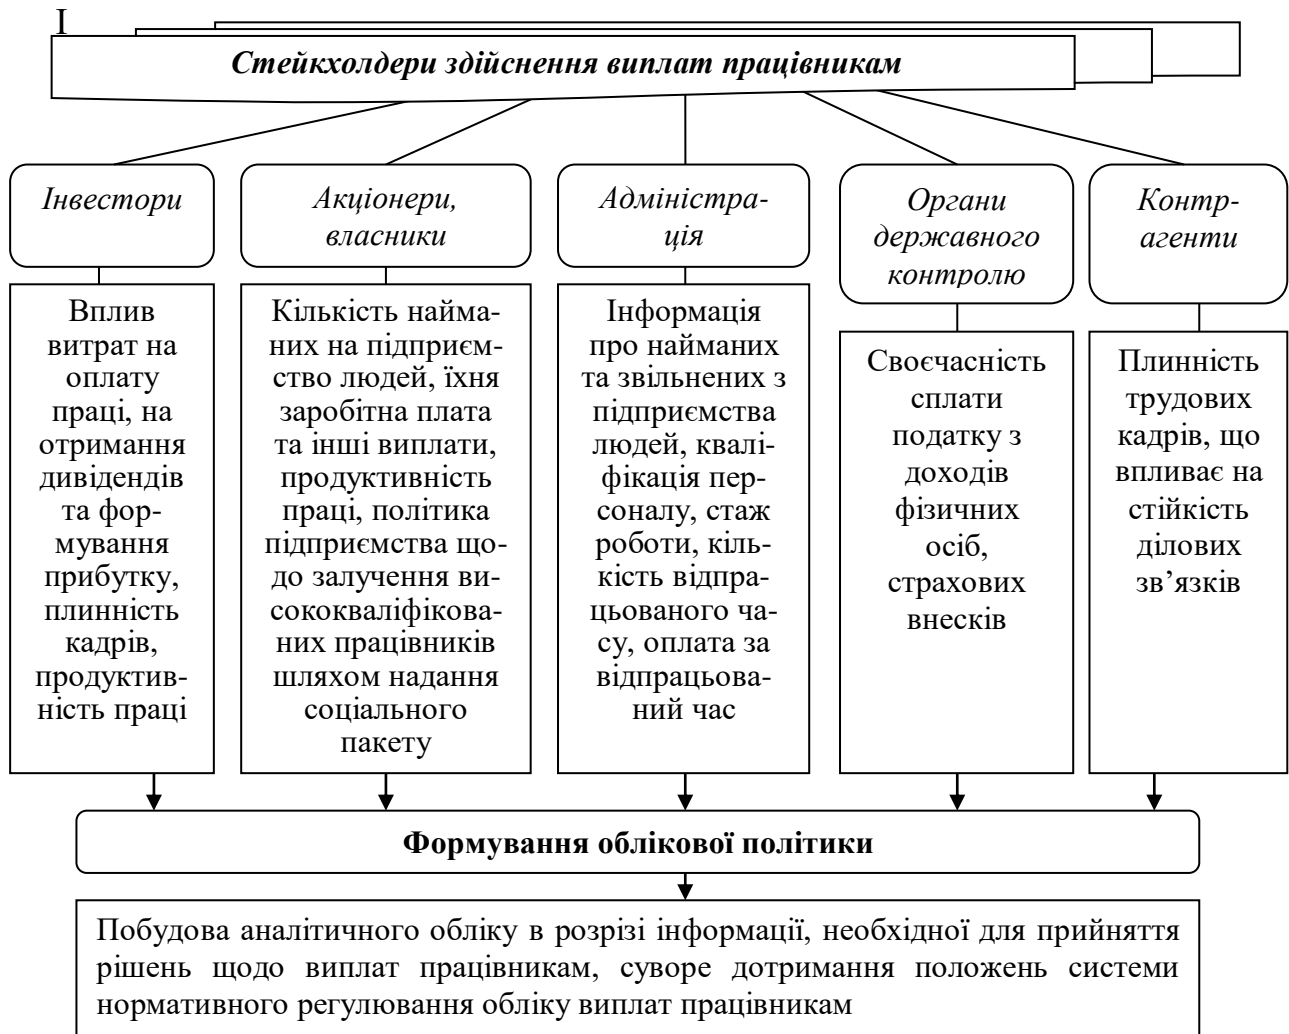 І
Стейкхолдери здійснення виплат працівникам
Інвестори
Акціонери,
власники
Адміністра-
ція
Органи
державного
контролю
Контр-
агенти
Вплив
витрат на
оплату
праці, на
отримання
дивідендів
та фор-
мування
прибутку,
плинність
кадрів,
продуктив-
ність праці
Кількість найма-
них на підприєм-
ство людей, їхня
заробітна плата
та інші виплати,
продуктивність
праці, політика
підприємства що-
до залучення ви-
сококваліфікова-
них працівників
шляхом надання
соціального
пакету
Інформація
про найманих
та звільнених з
підприємства
людей, квалі-
фікація пер-
соналу, стаж
роботи, кіль-
кість відпра-
цьованого ча-
су, оплата за
відпрацьова-
ний час
Своєчасність
сплати
податку з
доходів
фізичних
осіб,
страхових
внесків
Плинність
трудових
кадрів, що
впливає на
стійкість
ділових
зв’язків
Формування облікової політики
Побудова аналітичного обліку в розрізі інформації, необхідної для прийняття
рішень щодо виплат працівникам, суворе дотримання положень системи
нормативного регулювання обліку виплат працівникам